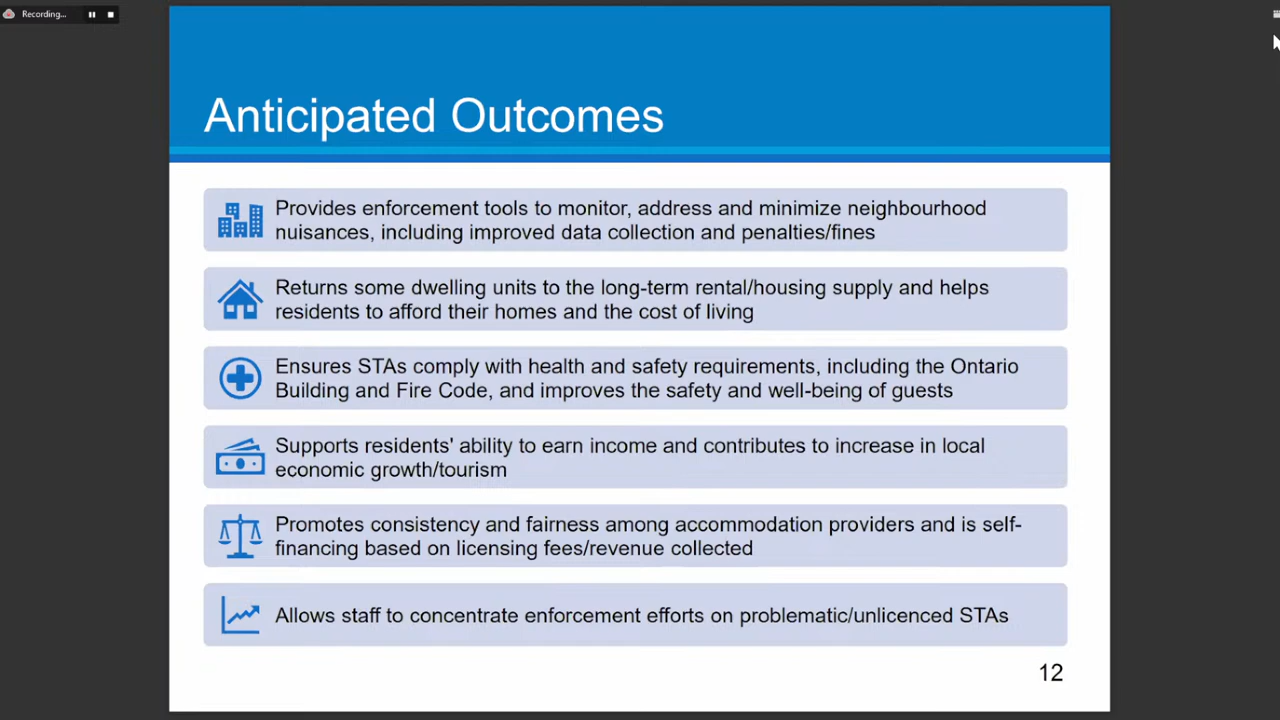 Recording...
Anticipated Outcomes
Provides enforcement tools to monitor, address and minimize neighbourhood
nuisances, including improved data collection and penalties/fines
Returns some dwelling units to the long-term rental/housing supply and helps
residents to afford their homes and the cost of living
Ensures STAs comply with health and safety requirements, including the Ontario
Building and Fire Code, and improves the safety and well-being of guests
Supports residents' ability to earn income and contributes to increase in local
economic growth/tourism
Promotes consistency and fairness among accommodation providers and is self-
financing based on licensing fees/revenue collected
Allows staff to concentrate enforcement efforts on problematic/unlicenced STAs
12